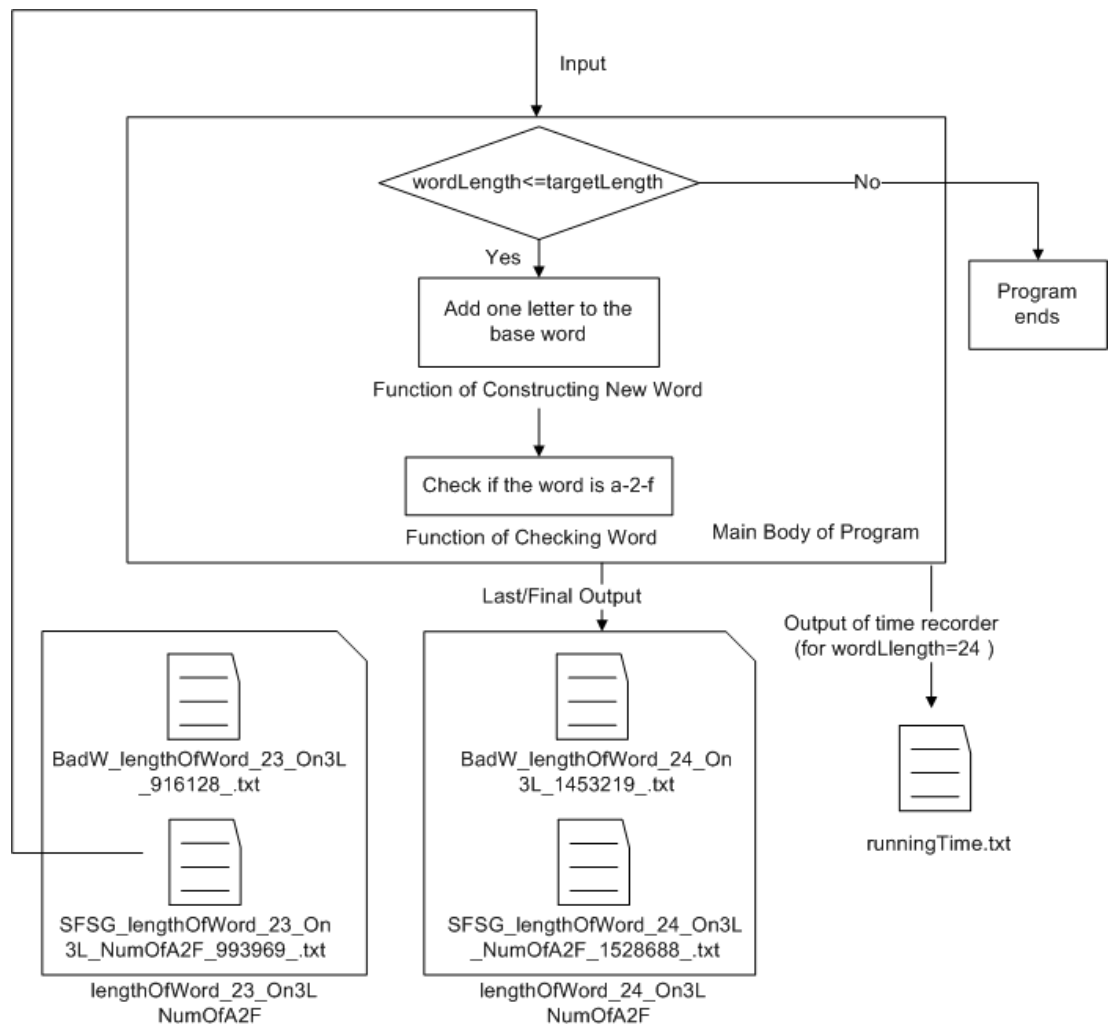 Input
wordLength<=targetLength
No
Yes
Program
ends
Add one letter to the
base word
Function of Constructing New Word
Check if the word is a-2-f
Function of Checking Word
Main Body of Program
Last/Final Output
Output of time recorder
(for wordLlength=24 )
BadW_lengthOfWord_23_On3L
_916128_.txt
BadW_lengthOfWord_24_On
3L_1453219_.txt
runningTime.txt
SFSG_lengthOfWord_23_On
3L_NumOfA2F_993969_.txt
SFSG_lengthOfWord_24_On3L
_NumOfA2F_1528688_.txt
lengthOfWord_23_On3L
NumOfA2F
lengthOfWord_24_On3L
NumOfA2F